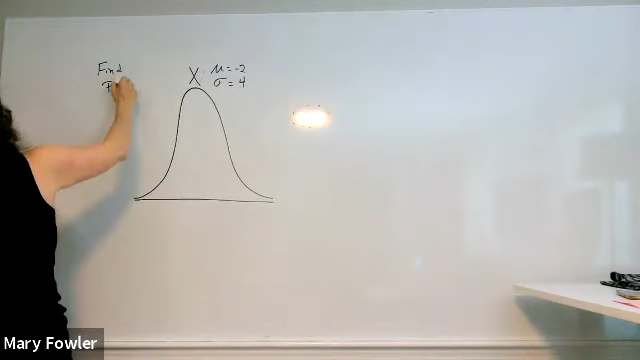 Find
P
X: μ = -2
σ = 4
Mary Fowler